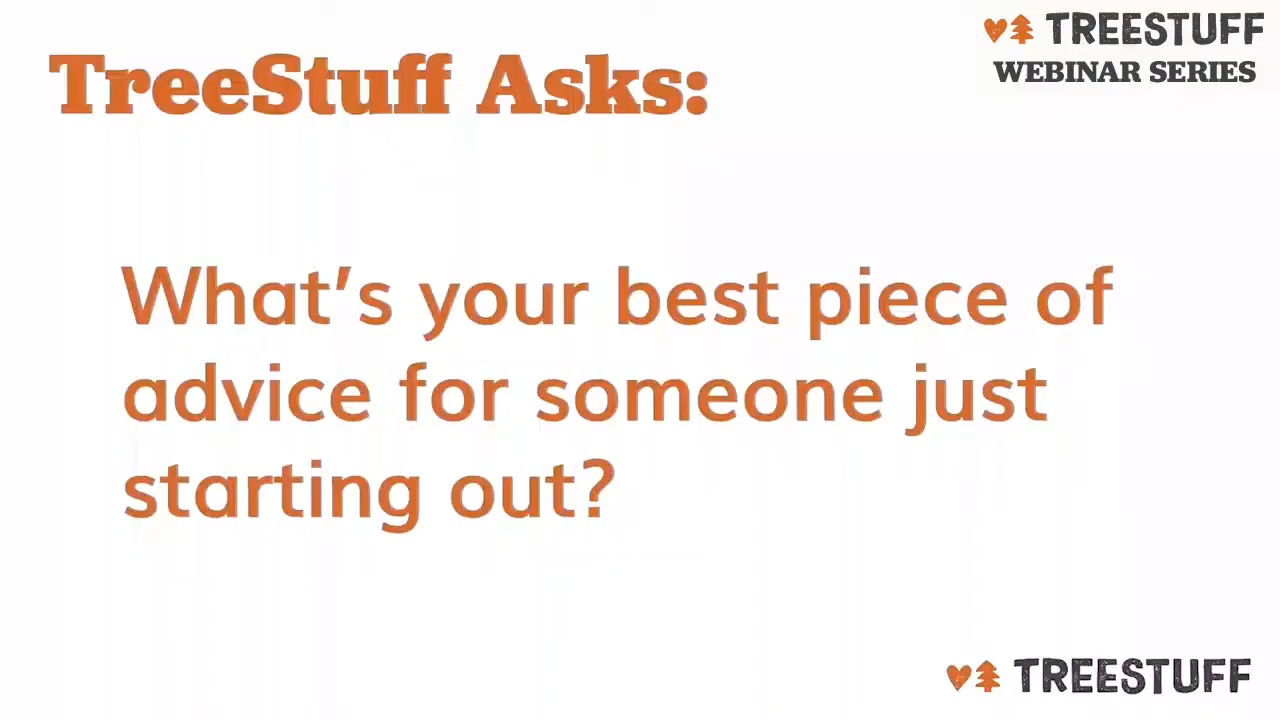 TREESTUFF
WEBINAR SERIES
TreeStuff Asks:
What's your best piece of
advice for someone just
starting out?
TREESTUFF